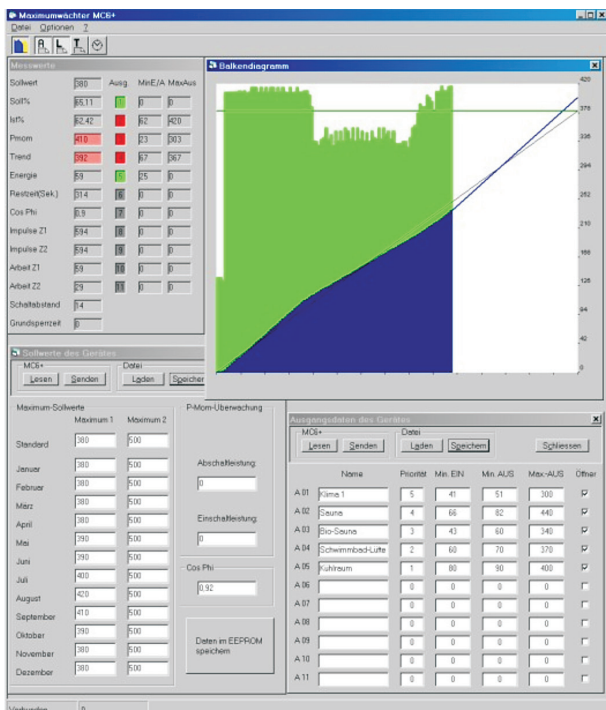 Maximumwächter MC6+
Datei Optionen ?
Messwerte
Sollwert 380 Ausg. MinE/A MaxAus
Soll% 65,11 0 0
Ist% 62,42 62 420
Pmom 410 23 303
Trend 392 67 367
Energie 59 25 0
Restzeit(Sek.) 314 6 0 0
Cos Phi 0,9 7 0 0
Impulse Z1 594 8 0 0
Impulse Z2 594 9 0 0
Arbeit Z1 59 10 0 0
Arbeit Z2 29 11 0 0
Schaltabstand 14
Grundsperrzeit 0
Balkendiagramm
420
378
336
294
252
210
168
126
84
42
0
Sollwerte des Gerätes
MC6+ Datei
Lesen Senden Laden Speicher
Maximum-Sollwerte
Maximum 1 Maximum 2
Standard 380 500
Januar 380 500
Februar 380 500
März 380 500
April 380 500
Mai 390 500
Juni 390 500
Juli 400 500
August 420 500
September 410 500
Oktober 390 500
November 380 500
Dezember 380 500
P-Mom-Überwachung
Abschaltleistung:
0
Einschaltleistung:
0
Cos Phi
0,92
Daten im EEPROM
speichern
Ausgangsdaten des Gerätes
MC6+ Datei
Lesen Senden Laden Speichern Schliessen
Name Priorität Min. EIN Min. AUS Max.-AUS Öffner
A 01 Klima 1 5 41 51 300
A 02 Sauna 4 66 82 440
A 03 Bio-Sauna 3 43 60 340
A 04 Schwimmbad-Lüfte 2 60 70 370
A 05 Kühlraum 1 80 90 400
A 06 0 0 0 0
A 07 0 0 0 0
A 08 0 0 0 0
A 09 0 0 0 0
A 10 0 0 0 0
A 11 0 0 0 0
Verbunden 0